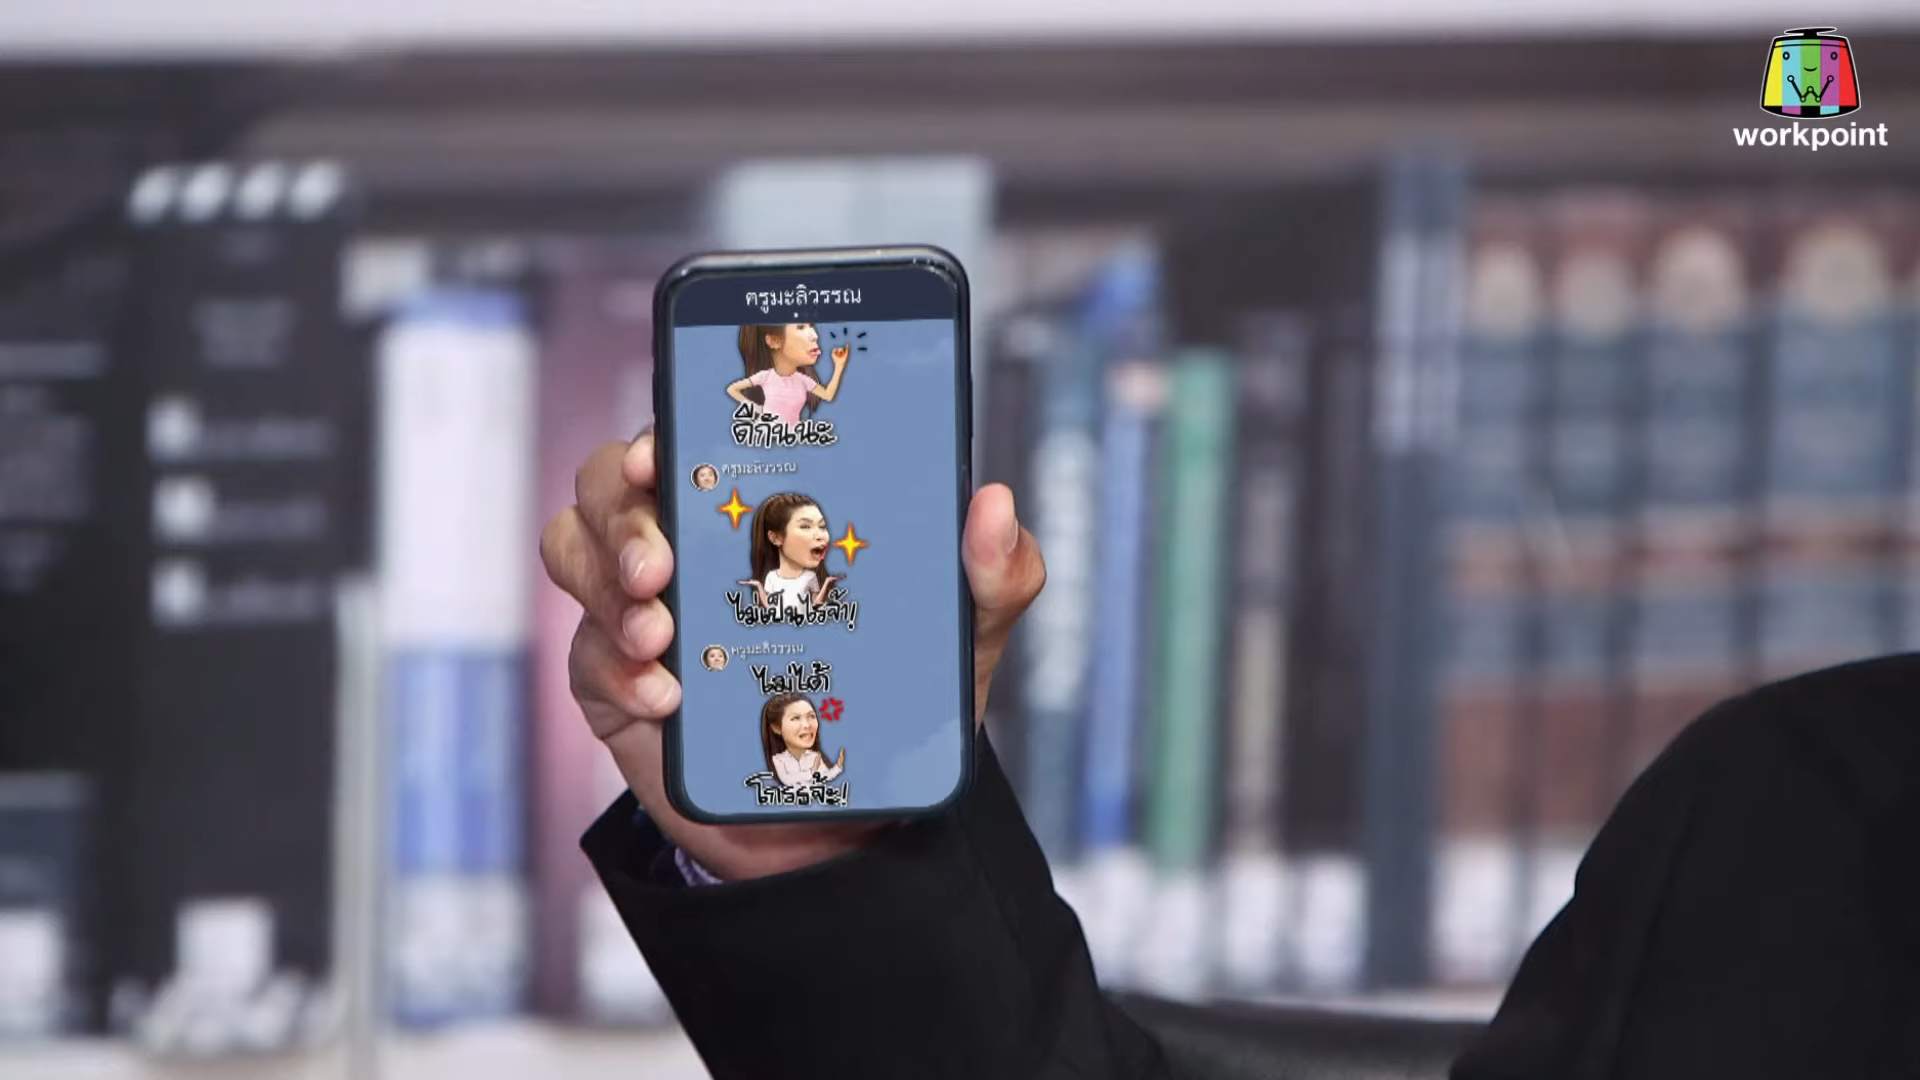 workpoint
ครูมะลิวรรณ
ดีกันนะ
ครูมะลิวรรณ
ไม่เป็นไรจ้า!
ครูมะลิวรรณ
ไม่ได้
โกรธจ้ะ!